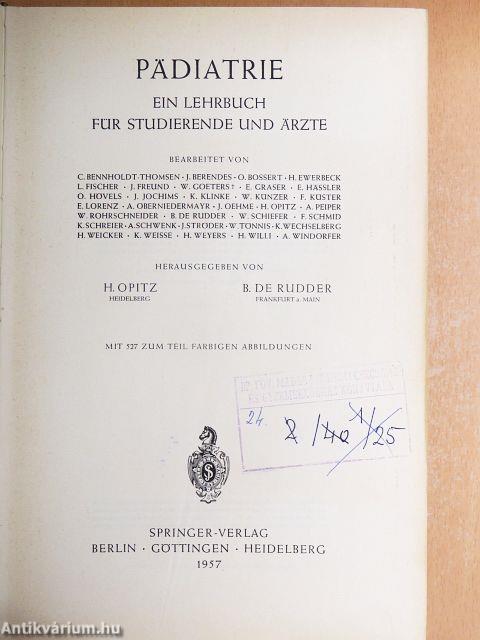 PÄDIATRIE
EIN LEHRBUCH
FÜR STUDIERENDE UND ÄRZTE
BEARBEITET VON
C. BENNHOLDT-THOMSEN · J. BERENDES · O. BOSSERT · H. EWERBECK
L. FISCHER · J. FREUND · W. GOETERS† · E. GRASER · E. HÄSSLER
O. HÖVELS · J. JOCHIMS · K. KLINKE · W. KÜNZER · F. KÜSTER
E. LORENZ · A. OBERNIEDERMAYR · J. OEHME · H. OPITZ · A. PEIPER
W. ROHRSCHNEIDER · B. DE RUDDER · W. SCHIEFER · F. SCHMID
K. SCHREIER · A. SCHWENK · J. STRÖDER · W. TÖNNIS · K. WECHSELBERG
H. WEICKER · K. WEISSE · H. WEYERS · H. WILLI · A. WINDORFER
HERAUSGEGEBEN VON
H. OPITZ B. DE RUDDER
HEIDELBERG FRANKFURT a. MAIN
MIT 527 ZUM TEIL FARBIGEN ABBILDUNGEN
24.
SPRINGER-VERLAG
BERLIN · GÖTTINGEN · HEIDELBERG
1957
Antikvárium.hu